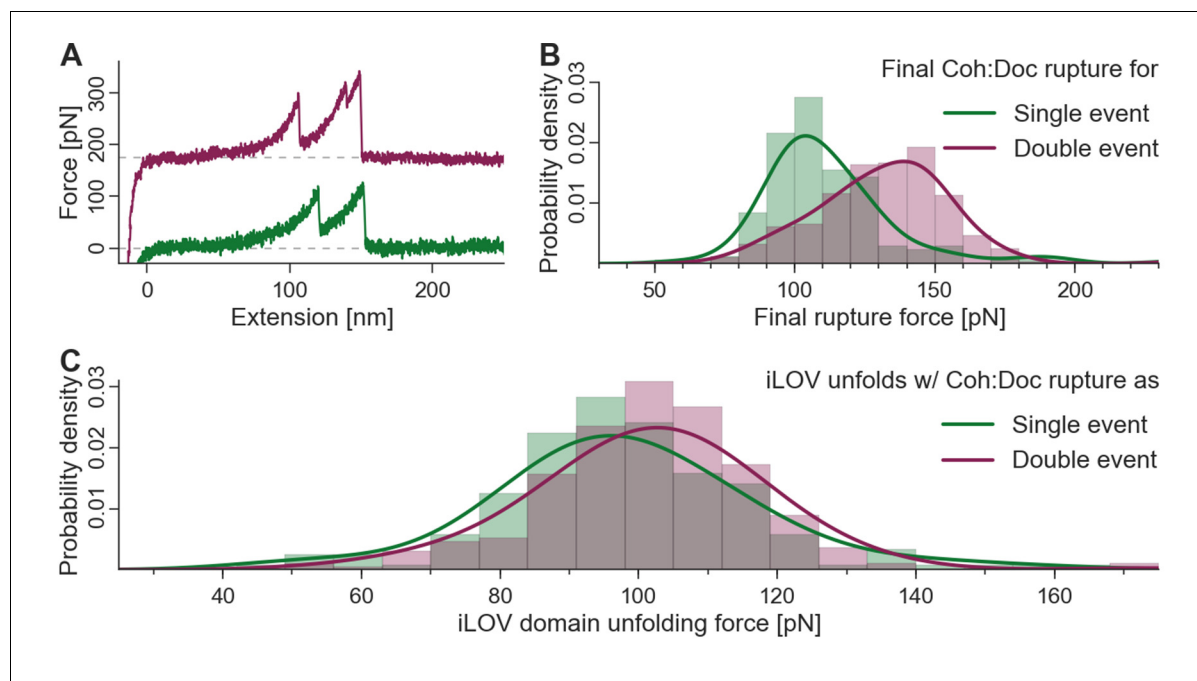 A
Force [pN]
300
200
100
0
0 100 200
Extension [nm]
B
Final Coh:Doc rupture for
Single event
Double event
Probability density
0.03
0.02
0.01
50 100 150 200
Final rupture force [pN]
C
iLOV unfolds w/ Coh:Doc rupture as
Single event
Double event
Probability density
0.03
0.02
0.01
40 60 80 100 120 140 160
iLOV domain unfolding force [pN]